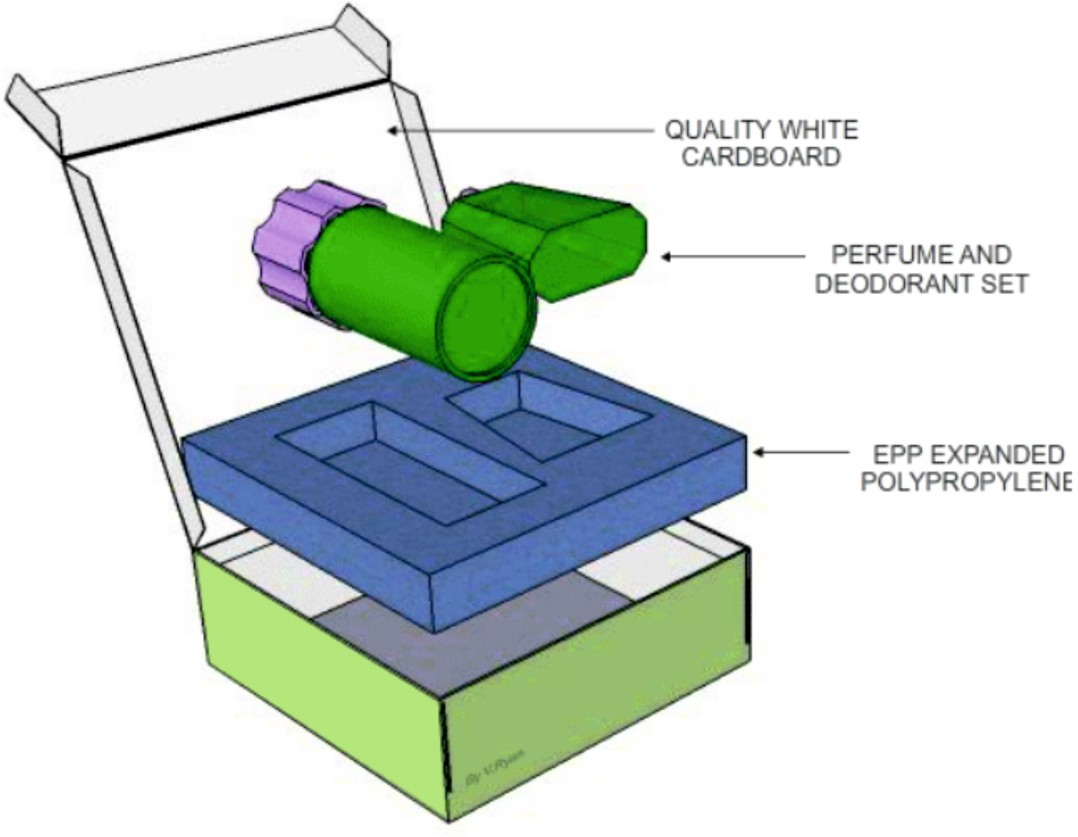 QUALITY WHITE
CARDBOARD
PERFUME AND
DEODORANT SET
EPP EXPANDED
POLYPROPYLENE
By V.Ryan